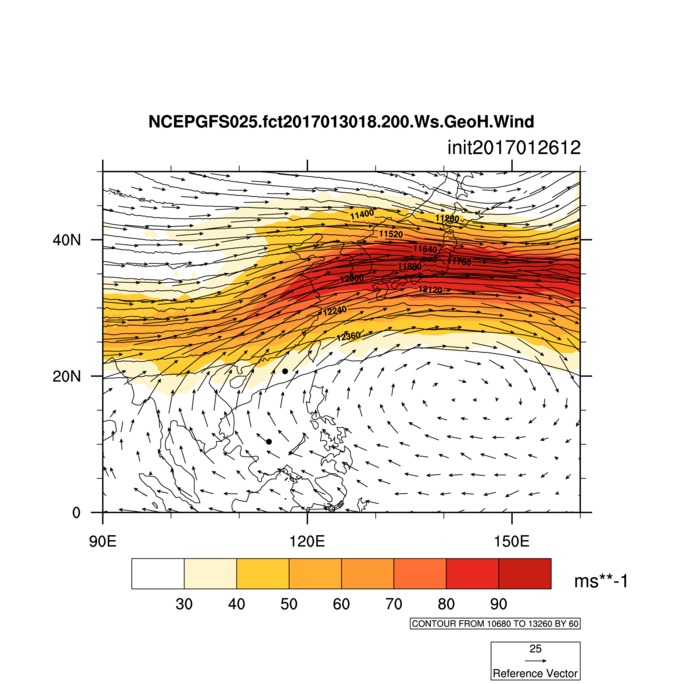 NCEPGFS025.fct2017013018.200.Ws.GeoH.Wind
init2017012612
11400
11280
11520
40N
11640
11760
11880
12000
12120
12240
12360
20N
0
90E 120E 150E
ms**-1
30 40 50 60 70 80 90
CONTOUR FROM 10680 TO 13260 BY 60
25
Reference Vector